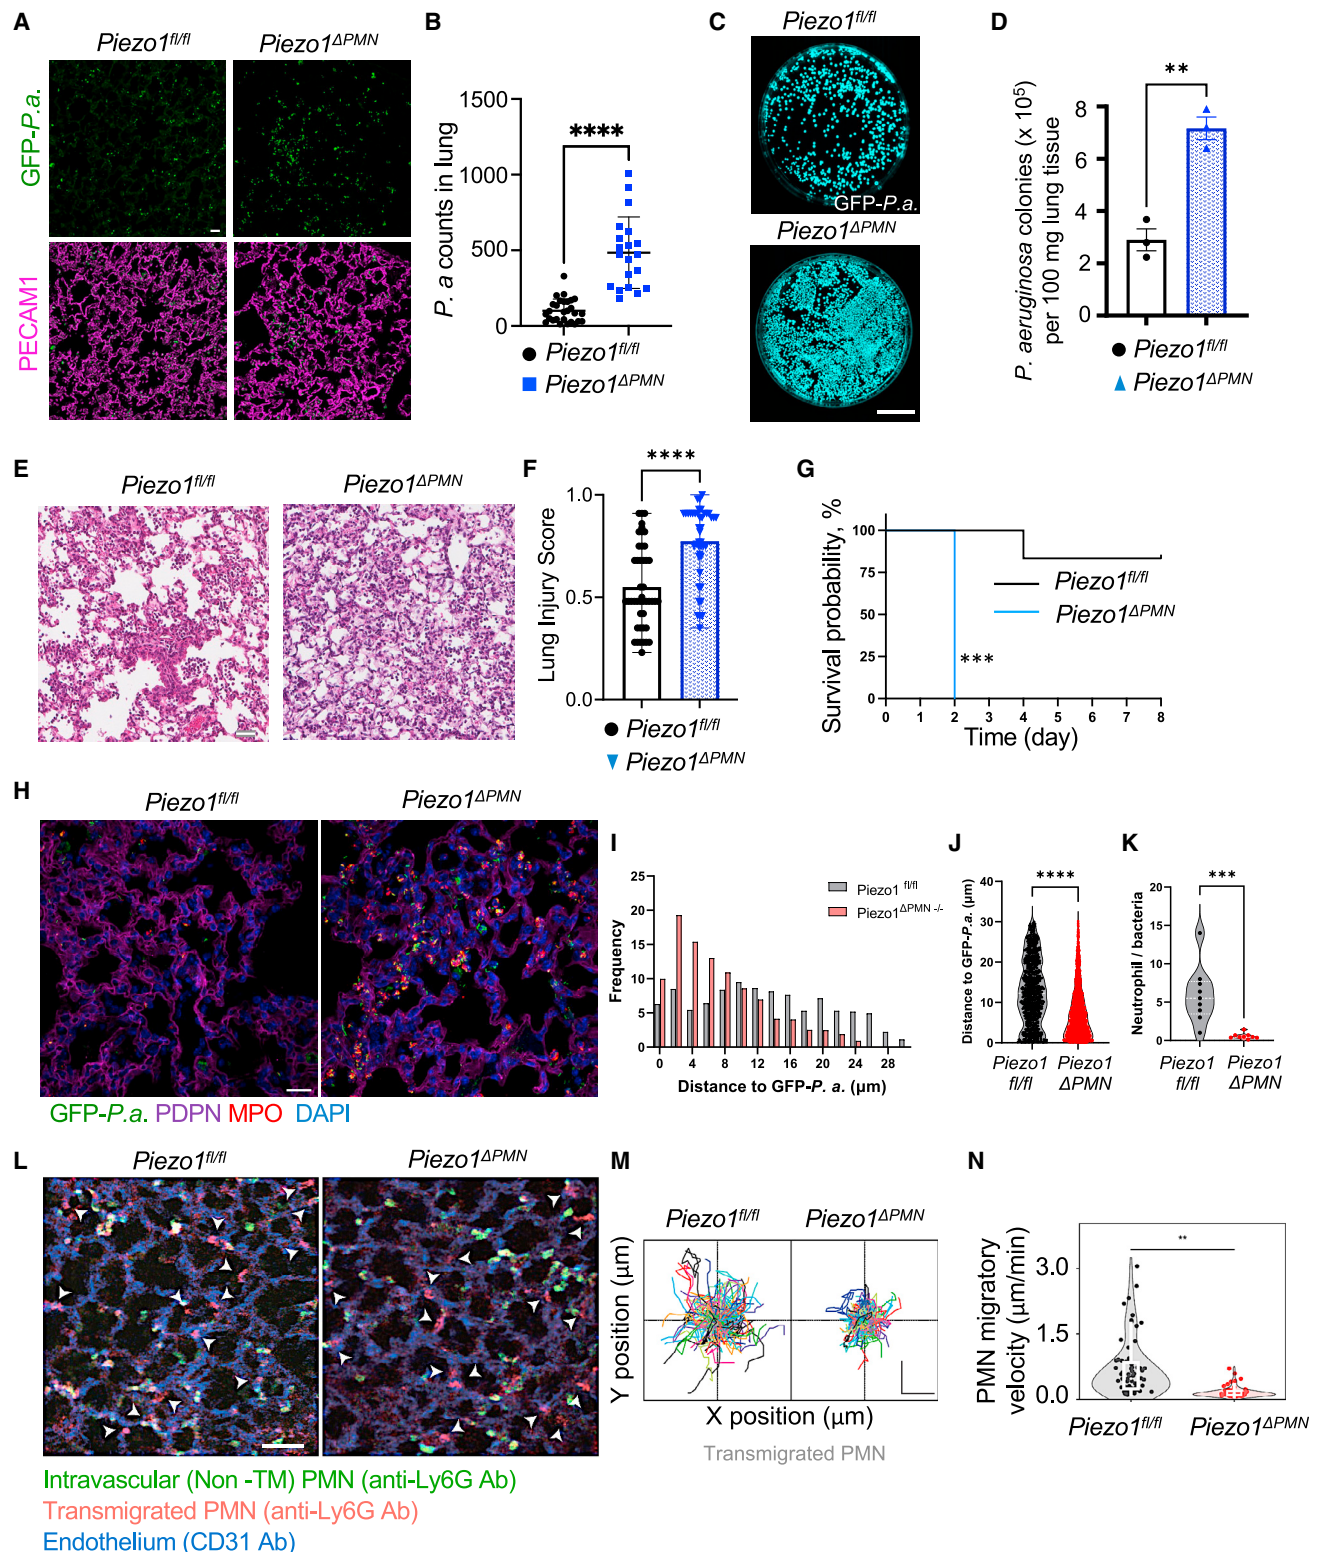 A
Piezo1fl/fl
Piezo1ΔPMN
GFP-P.a.
PECAM1
B
P. a counts in lung
1500
1000
500
0
****
Piezo1fl/fl
Piezo1ΔPMN
C
Piezo1fl/fl
GFP-P.a.
Piezo1ΔPMN
D
P. aeruginosa colonies (x 10⁵)
per 100 mg lung tissue
**
8
6
4
2
0
Piezo1fl/fl
Piezo1ΔPMN
E
Piezo1fl/fl
Piezo1ΔPMN
F
****
Lung Injury Score
1.0
0.5
0.0
Piezo1fl/fl
Piezo1ΔPMN
G
Survival probability, %
100
75
50
25
0
Piezo1fl/fl
Piezo1ΔPMN
***
0 1 2 3 4 5 6 7 8
Time (day)
H
Piezo1fl/fl
Piezo1ΔPMN
GFP-P.a. PDPN MPO DAPI
I
Frequency
25
20
15
10
5
0
Piezo1 fl/fl
Piezo1ΔPMN -/-
0 4 8 12 16 20 24 28
Distance to GFP-P. a. (µm)
J
Distance to GFP-P.a. (µm)
****
40
30
20
10
0
Piezo1 fl/fl
Piezo1 ΔPMN
K
Neutrophil / bacteria
***
20
15
10
5
0
Piezo1 fl/fl
Piezo1 ΔPMN
L
Piezo1fl/fl
Piezo1ΔPMN
Intravascular (Non -TM) PMN (anti-Ly6G Ab)
Transmigrated PMN (anti-Ly6G Ab)
Endothelium (CD31 Ab)
M
Piezo1fl/fl
Piezo1ΔPMN
Y position (µm)
X position (µm)
Transmigrated PMN
N
PMN migratory
velocity (µm/min)
**
3.0
1.5
0.0
Piezo1fl/fl
Piezo1ΔPMN